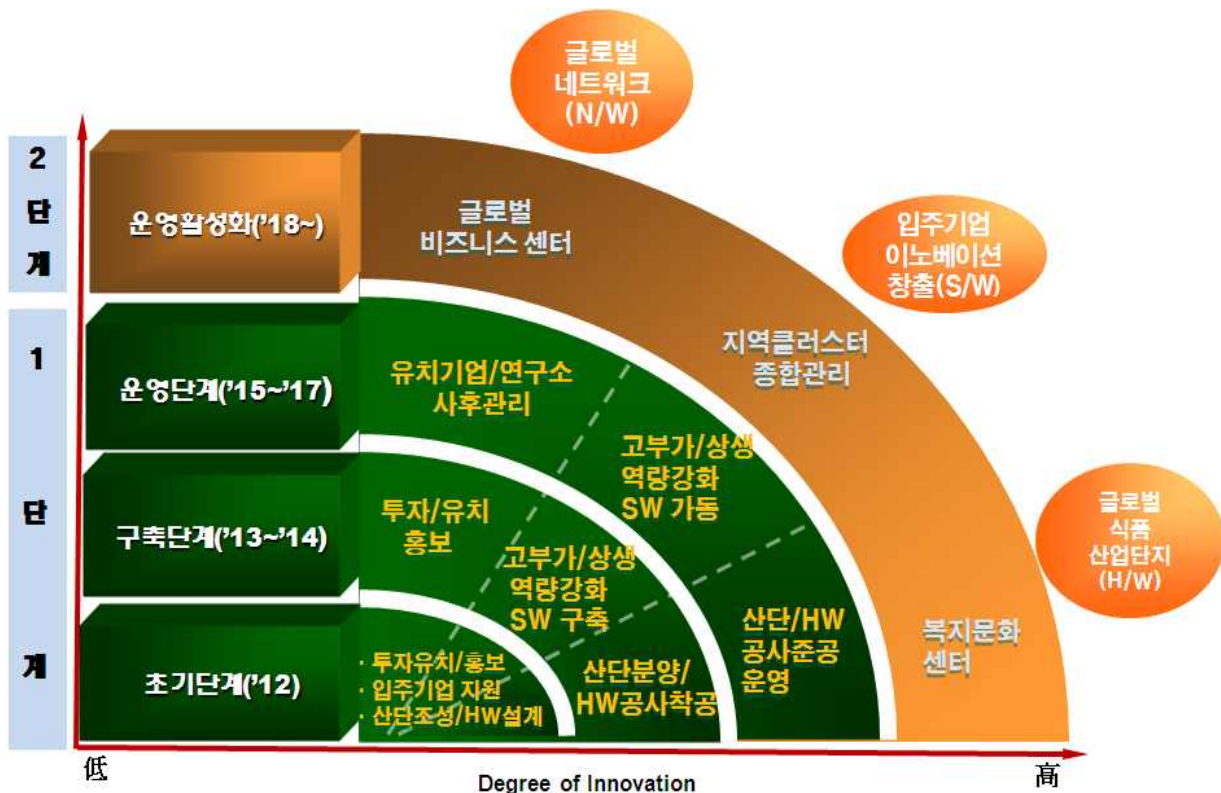 글로벌
네트워크
(N/W)
2
단
계
운영활성화('18~)
글로벌
비즈니스 센터
입주기업
이노베이션
창출(S/W)
지역클러스터
종합관리
1
단
계
운영단계('15~'17)
유치기업/연구소
사후관리
고부가/상생
역량강화
SW 가동
글로벌
식품
산업단지
(H/W)
구축단계('13~'14)
투자/유치
홍보
고부가/상생
역량강화
SW 구축
산단/HW
공사준공
운영
복지문화
센터
초기단계('12)
· 투자유치/홍보
· 입주기업 지원
· 산단조성/HW설계
산단분양/
HW공사착공
低
Degree of Innovation
高